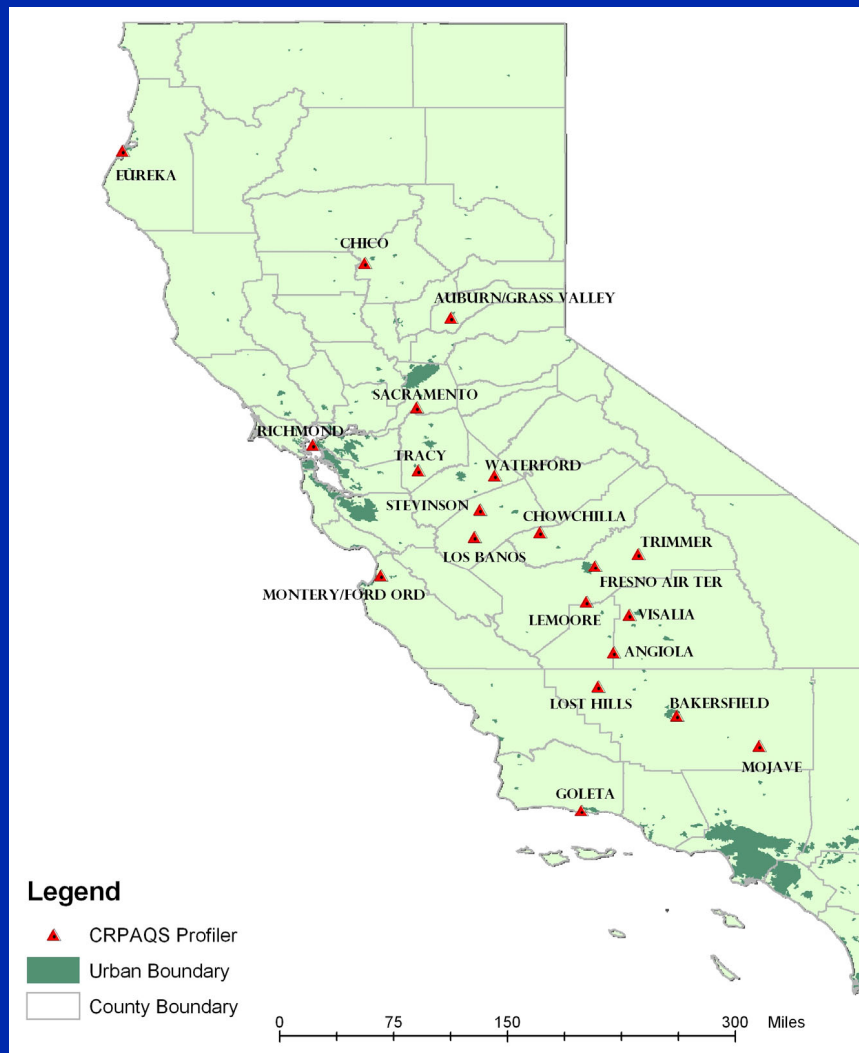 EUREKA
CHICO
AUBURN/GRASS VALLEY
SACRAMENTO
RICHMOND
TRACY
WATERFORD
STEVINSON
CHOWCHILLA
LOS BANOS
TRIMMER
FRESNO AIR TER
MONTERY/FORD ORD
LEMOORE
VISALIA
ANGIOLA
LOST HILLS
BAKERSFIELD
MOJAVE
GOLETA
Legend
CRPAQS Profiler
Urban Boundary
County Boundary
0 75 150 300 Miles